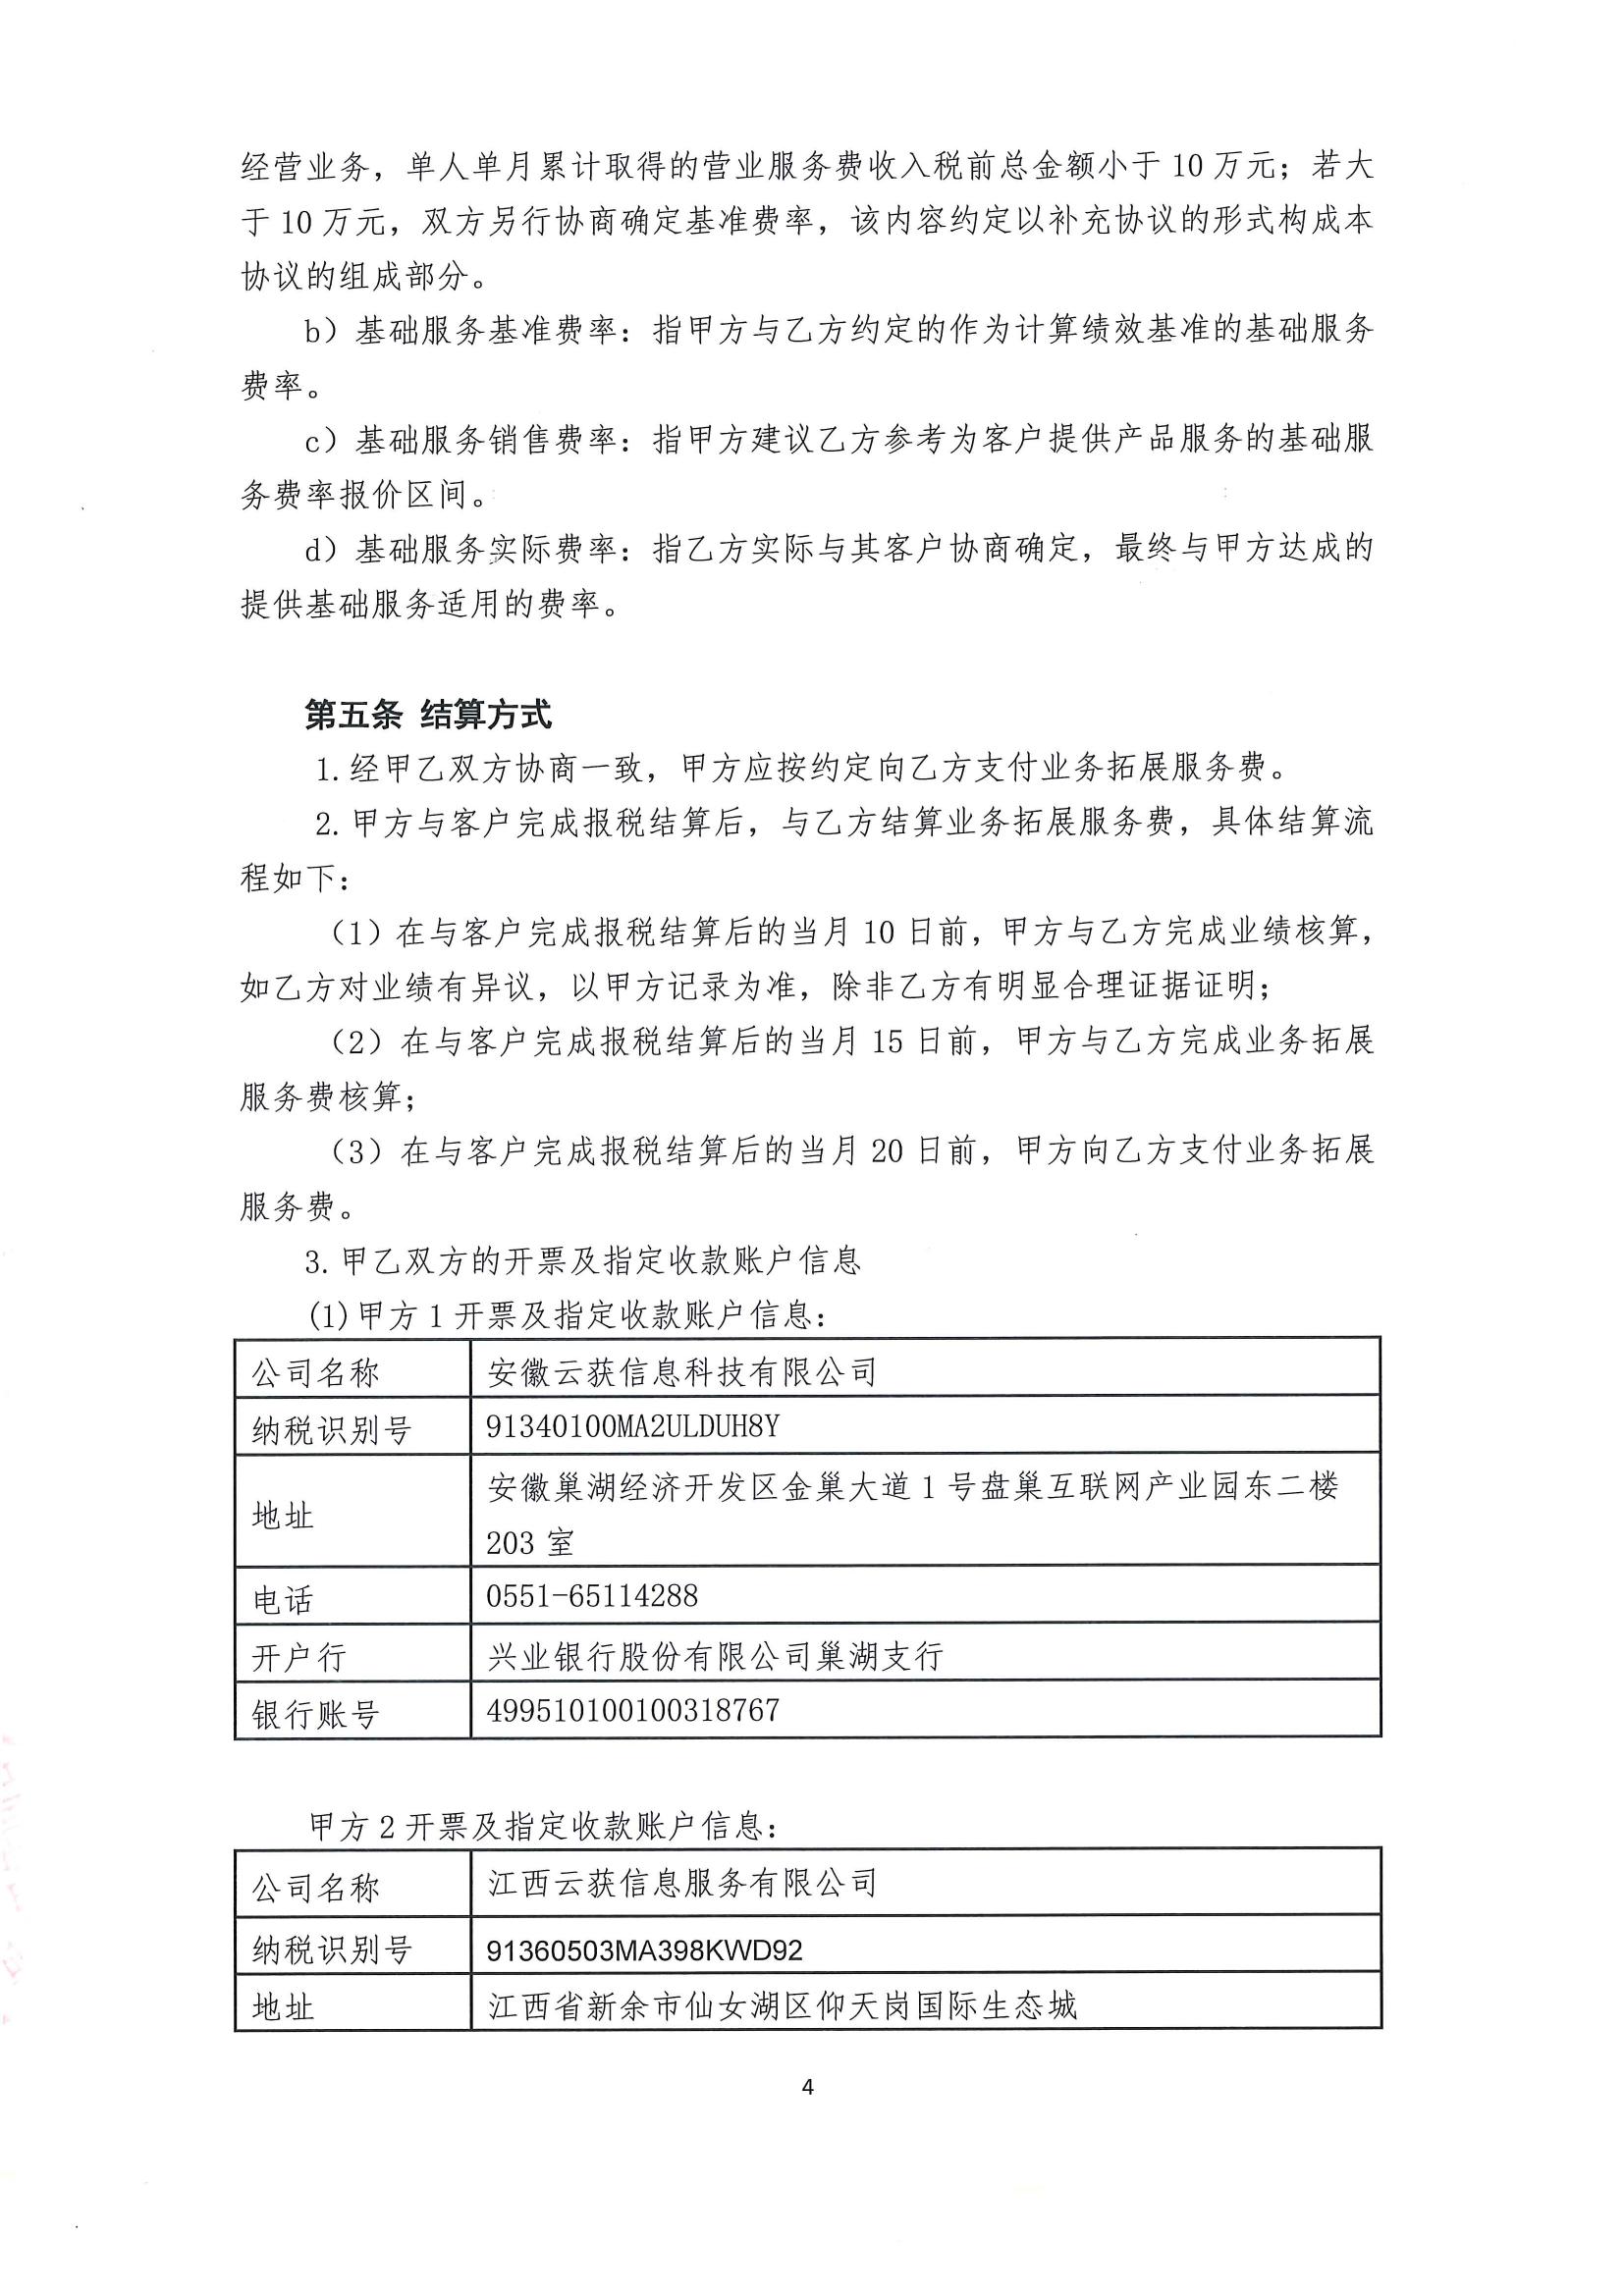 经营业务，单人单月累计取得的营业服务费收入税前总金额小于 10 万元；若大
于 10 万元，双方另行协商确定基准费率，该内容约定以补充协议的形式构成本
协议的组成部分。
b）基础服务基准费率：指甲方与乙方约定的作为计算绩效基准的基础服务
费率。
c）基础服务销售费率：指甲方建议乙方参考为客户提供产品服务的基础服
务费率报价区间。
d）基础服务实际费率：指乙方实际与其客户协商确定，最终与甲方达成的
提供基础服务适用的费率。
第五条 结算方式
1.经甲乙双方协商一致，甲方应按约定向乙方支付业务拓展服务费。
2.甲方与客户完成报税结算后，与乙方结算业务拓展服务费，具体结算流
程如下：
（1）在与客户完成报税结算后的当月 10 日前，甲方与乙方完成业绩核算，
如乙方对业绩有异议，以甲方记录为准，除非乙方有明显合理证据证明；
（2）在与客户完成报税结算后的当月 15 日前，甲方与乙方完成业务拓展
服务费核算；
（3）在与客户完成报税结算后的当月 20 日前，甲方向乙方支付业务拓展
服务费。
3.甲乙双方的开票及指定收款账户信息
(1)甲方 1 开票及指定收款账户信息：
公司名称 安徽云获信息科技有限公司
纳税识别号 91340100MA2ULDUH8Y
地址 安徽巢湖经济开发区金巢大道 1 号盘巢互联网产业园东二楼
203 室
电话 0551-65114288
开户行 兴业银行股份有限公司巢湖支行
银行账号 499510100100318767
甲方 2 开票及指定收款账户信息：
公司名称 江西云获信息服务有限公司
纳税识别号 91360503MA398KWD92
地址 江西省新余市仙女湖区仰天岗国际生态城
4